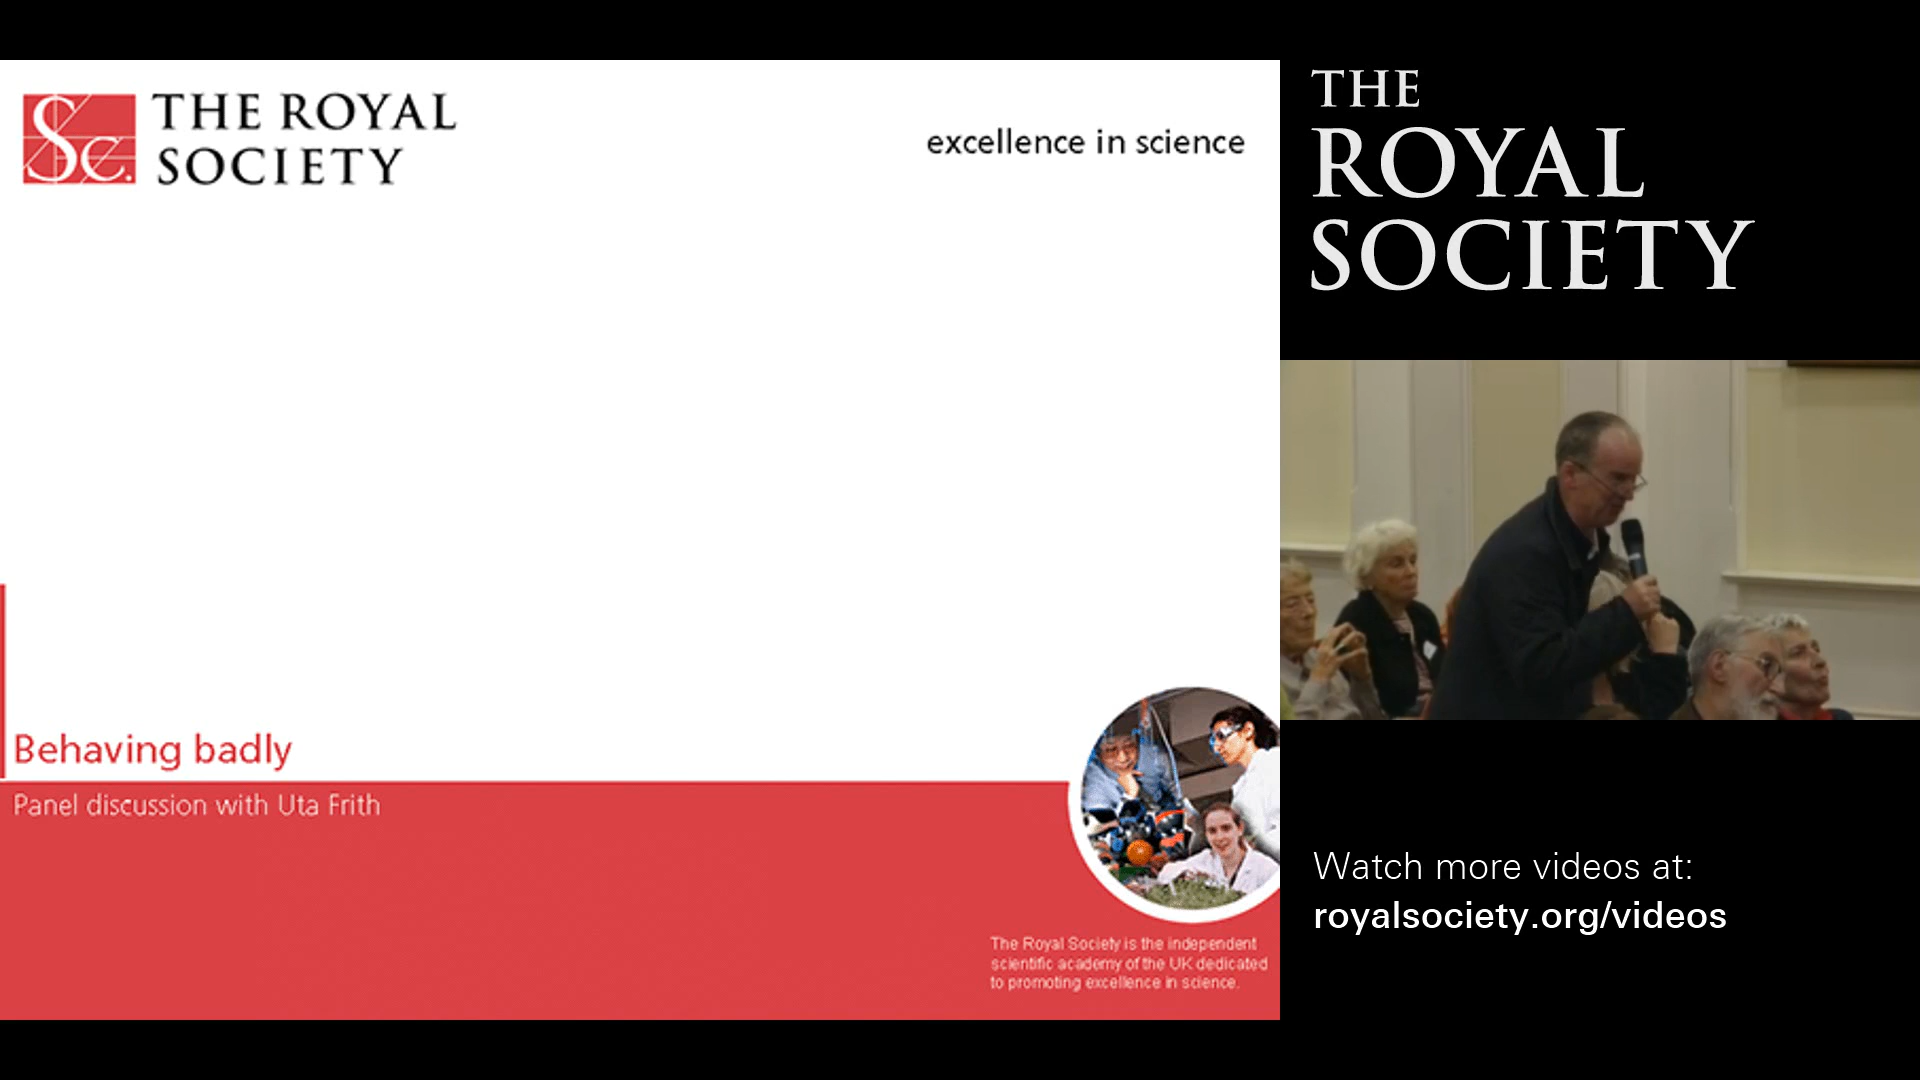 Sc.
THE ROYAL
SOCIETY
excellence in science
Behaving badly
Panel discussion with Uta Frith
The Royal Society is the independent
scientific academy of the UK dedicated
to promoting excellence in science.
THE
ROYAL
SOCIETY
Watch more videos at:
royalsociety.org/videos